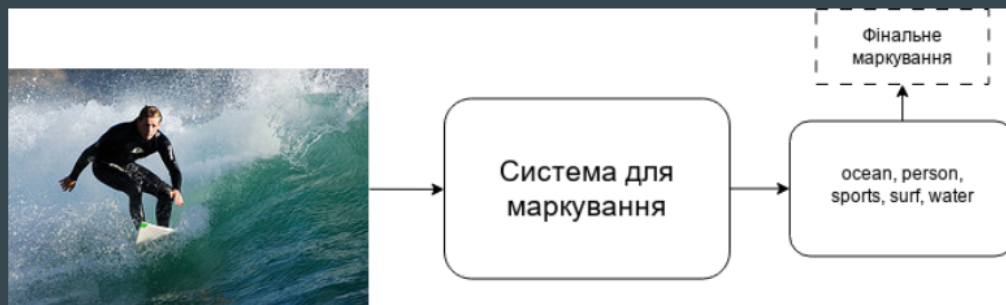 Фінальне
маркування
Система для
маркування
ocean, person,
sports, surf, water